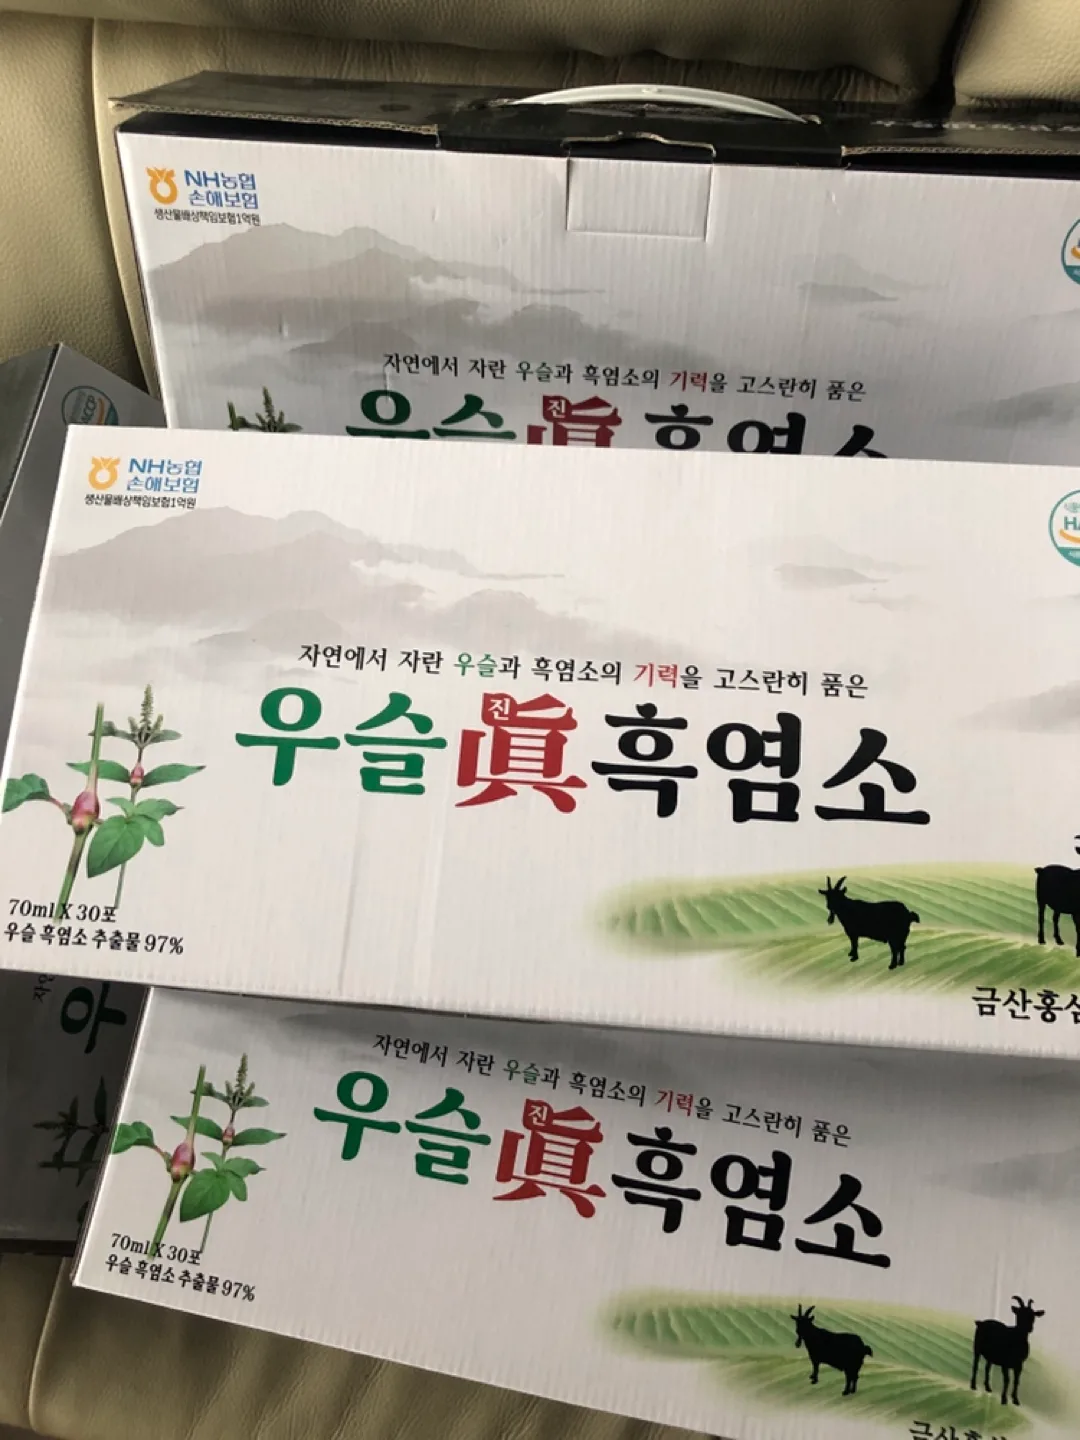 NH농협
손해보험
생산물배상책임보험1억원
자연에서 자란 우슬과 흑염소의 기력을 고스란히 품은
우슬 眞 진 흑염소
NH농협
손해보험
생산물배상책임보험1억원
자연에서 자란 우슬과 흑염소의 기력을 고스란히 품은
우슬 眞 진 흑염소
70ml X 30포
우슬 흑염소 추출물 97%
금산홍삼
자연에서 자란 우슬과 흑염소의 기력을 고스란히 품은
우슬 眞 진 흑염소
70ml X 30포
우슬 흑염소 추출물 97%